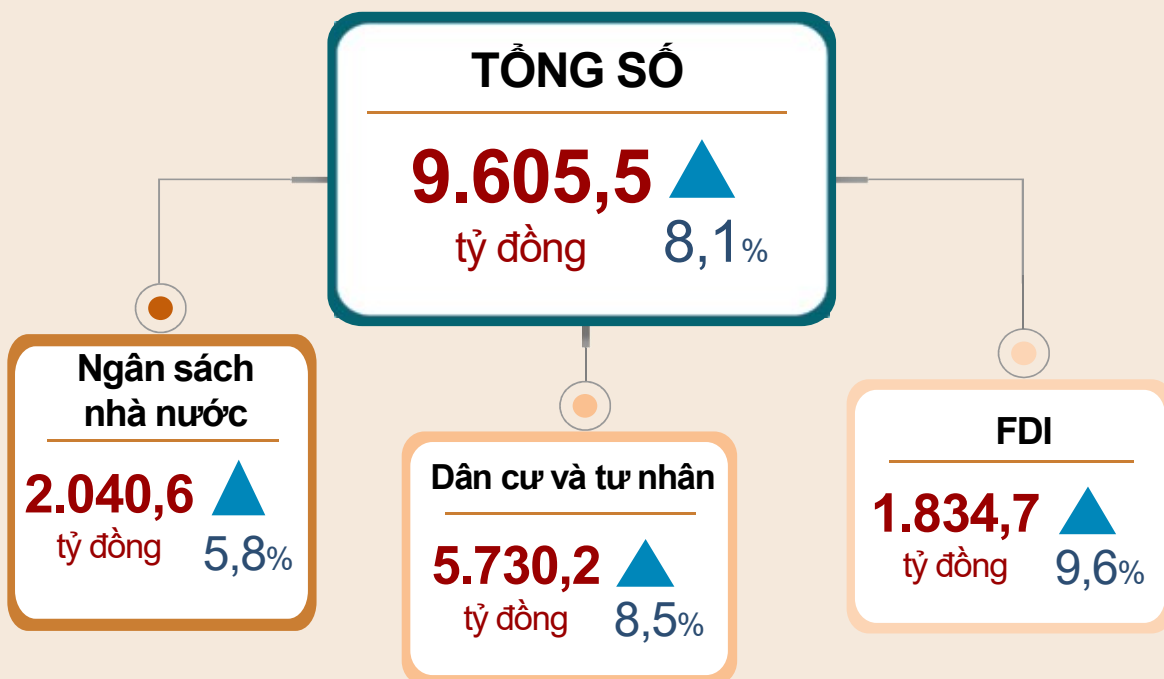 TỔNG SỐ
9.605,5
tỷ đồng
8,1%
Ngân sách
nhà nước
2.040,6
tỷ đồng
5,8%
Dân cư và tư nhân
5.730,2
tỷ đồng
8,5%
FDI
1.834,7
tỷ đồng
9,6%